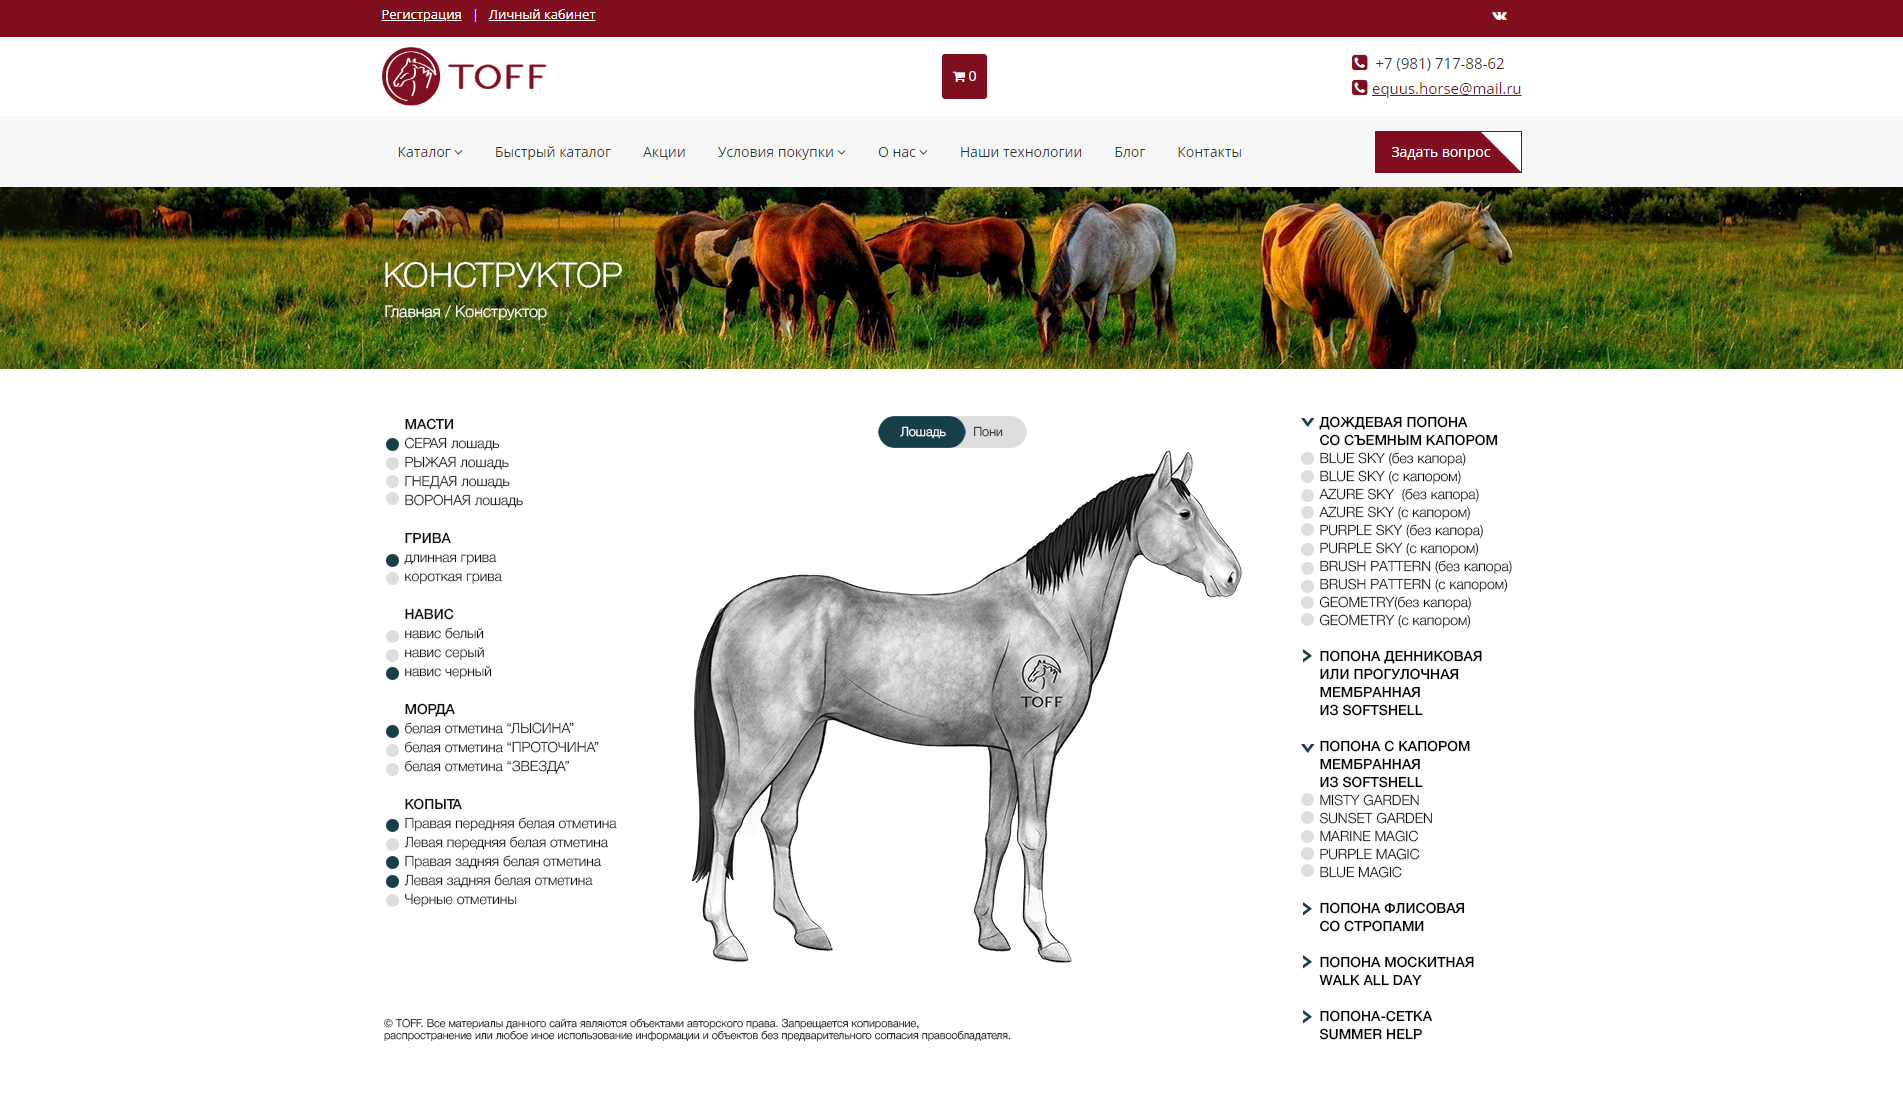 Регистрация | Личный кабинет
TOFF
0
+7 (981) 717-88-62
equus.horse@mail.ru
Каталог Быстрый каталог Акции Условия покупки О нас Наши технологии Блог Контакты
Задать вопрос
КОНСТРУКТОР
Главная / Конструктор
МАСТИ
СЕРАЯ лошадь
РЫЖАЯ лошадь
ГНЕДАЯ лошадь
ВОРОНАЯ лошадь
ГРИВА
длинная грива
короткая грива
НАВИС
навис белый
навис серый
навис черный
МОРДА
белая отметина “ЛЫСИНА”
белая отметина “ПРОТОЧИНА”
белая отметина “ЗВЕЗДА”
КОПЫТА
Правая передняя белая отметина
Левая передняя белая отметина
Правая задняя белая отметина
Левая задняя белая отметина
Черные отметины
Лошадь Пони
TOFF
ДОЖДЕВАЯ ПОПОНА
СО СЪЕМНЫМ КАПОРОМ
BLUE SKY (без капора)
BLUE SKY (с капором)
AZURE SKY (без капора)
AZURE SKY (с капором)
PURPLE SKY (без капора)
PURPLE SKY (с капором)
BRUSH PATTERN (без капора)
BRUSH PATTERN (с капором)
GEOMETRY(без капора)
GEOMETRY (с капором)
ПОПОНА ДЕННИКОВАЯ
ИЛИ ПРОГУЛОЧНАЯ
МЕМБРАННАЯ
ИЗ SOFTSHELL
ПОПОНА С КАПОРОМ
МЕМБРАННАЯ
ИЗ SOFTSHELL
MISTY GARDEN
SUNSET GARDEN
MARINE MAGIC
PURPLE MAGIC
BLUE MAGIC
ПОПОНА ФЛИСОВАЯ
СО СТРОПАМИ
ПОПОНА МОСКИТНАЯ
WALK ALL DAY
ПОПОНА-СЕТКА
SUMMER HELP
© TOFF. Все материалы данного сайта являются объектами авторского права. Запрещается копирование,
распространение или любое иное использование информации и объектов без предварительного согласия правообладателя.